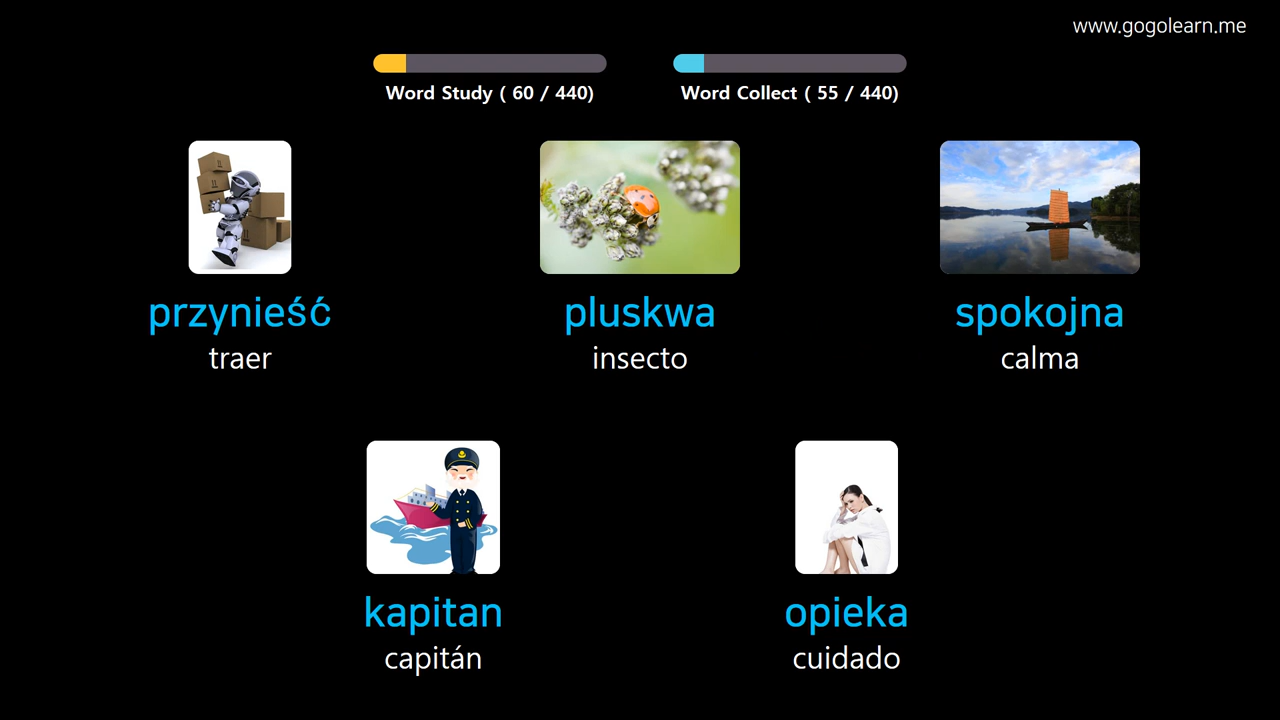 www.gogolearn.me
Word Study ( 60 / 440)
Word Collect ( 55 / 440)
przynieść
traer
pluskwa
insecto
spokojna
calma
kapitan
capitán
opieka
cuidado